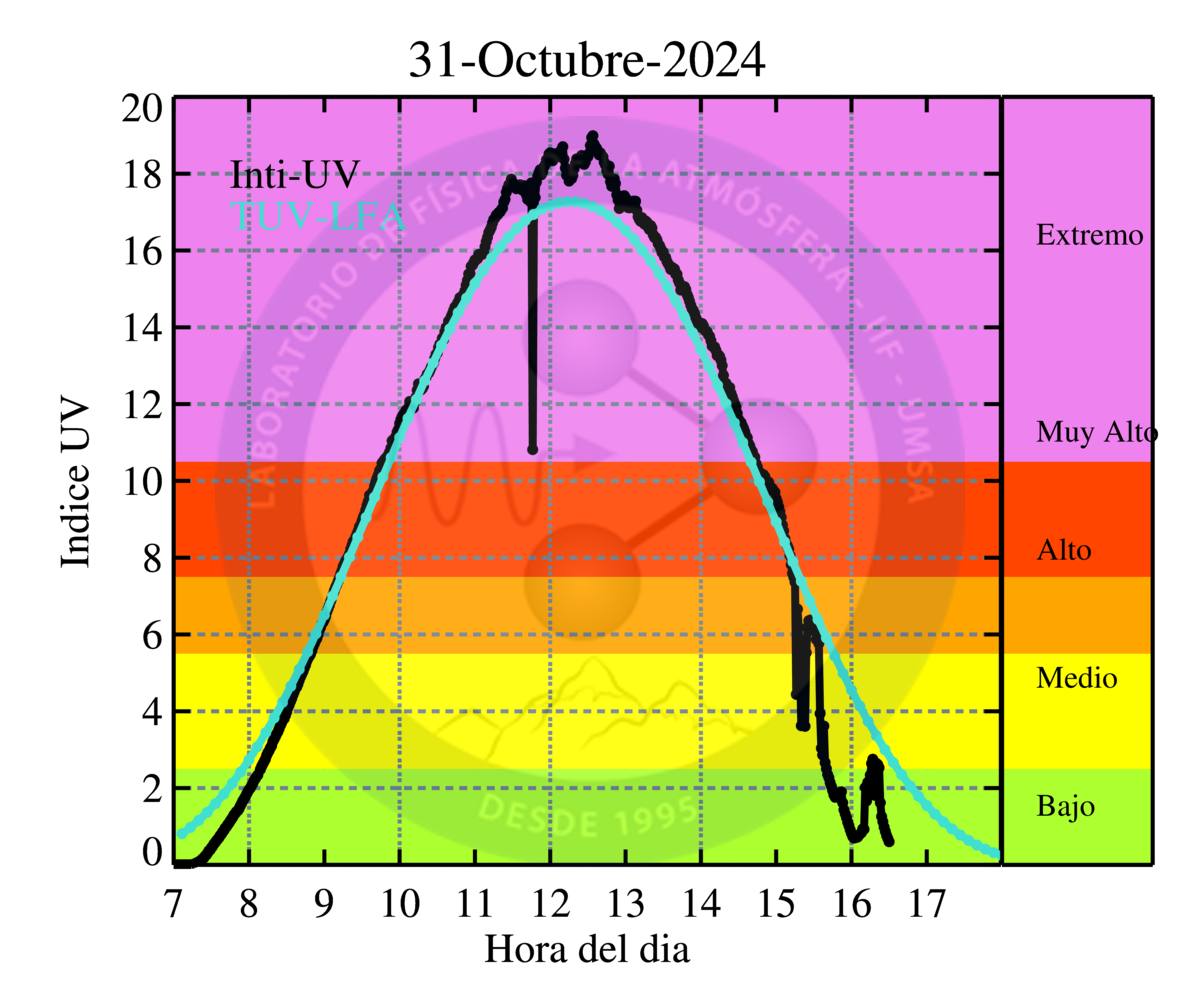 31-Octubre-2024
Inti-UV
TUV-LFA
Indice UV
20
18
16
14
12
10
8
6
4
2
0
7 8 9 10 11 12 13 14 15 16 17
Hora del dia
Extremo
Muy Alto
Alto
Medio
Bajo
LABORATORIO DE FÍSICA DE LA ATMÓSFERA - IIF - UMSA
DESDE 1995